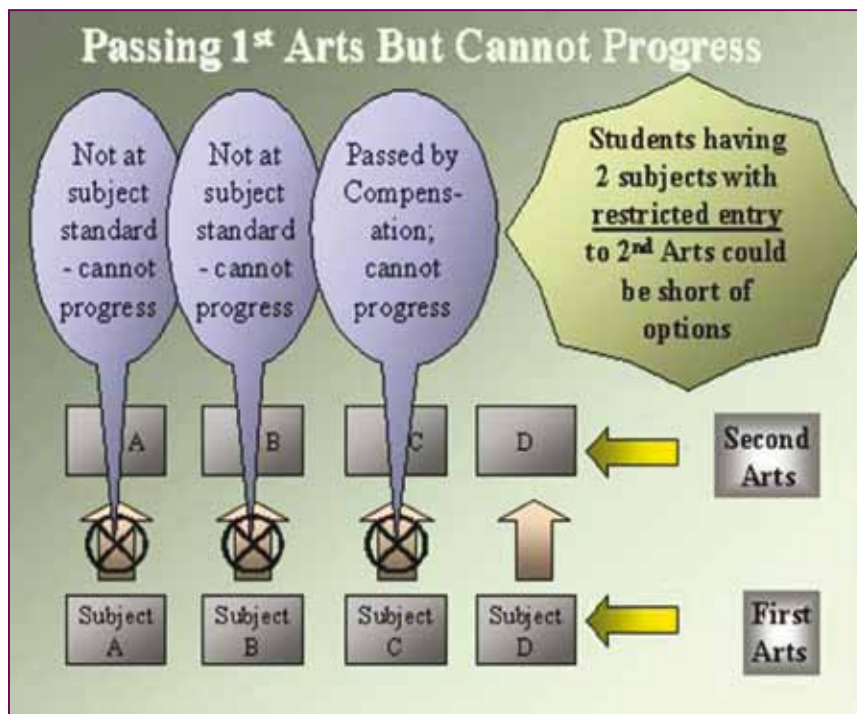 Passing 1st Arts But Cannot Progress
Not at
subject
standard
- cannot
progress
Not at
subject
standard
- cannot
progress
Passed by
Compens-
ation;
cannot
progress
Students having
2 subjects with
restricted entry
to 2nd Arts could
be short of
options
A
B
C
D
Second
Arts
Subject
A
Subject
B
Subject
C
Subject
D
First
Arts